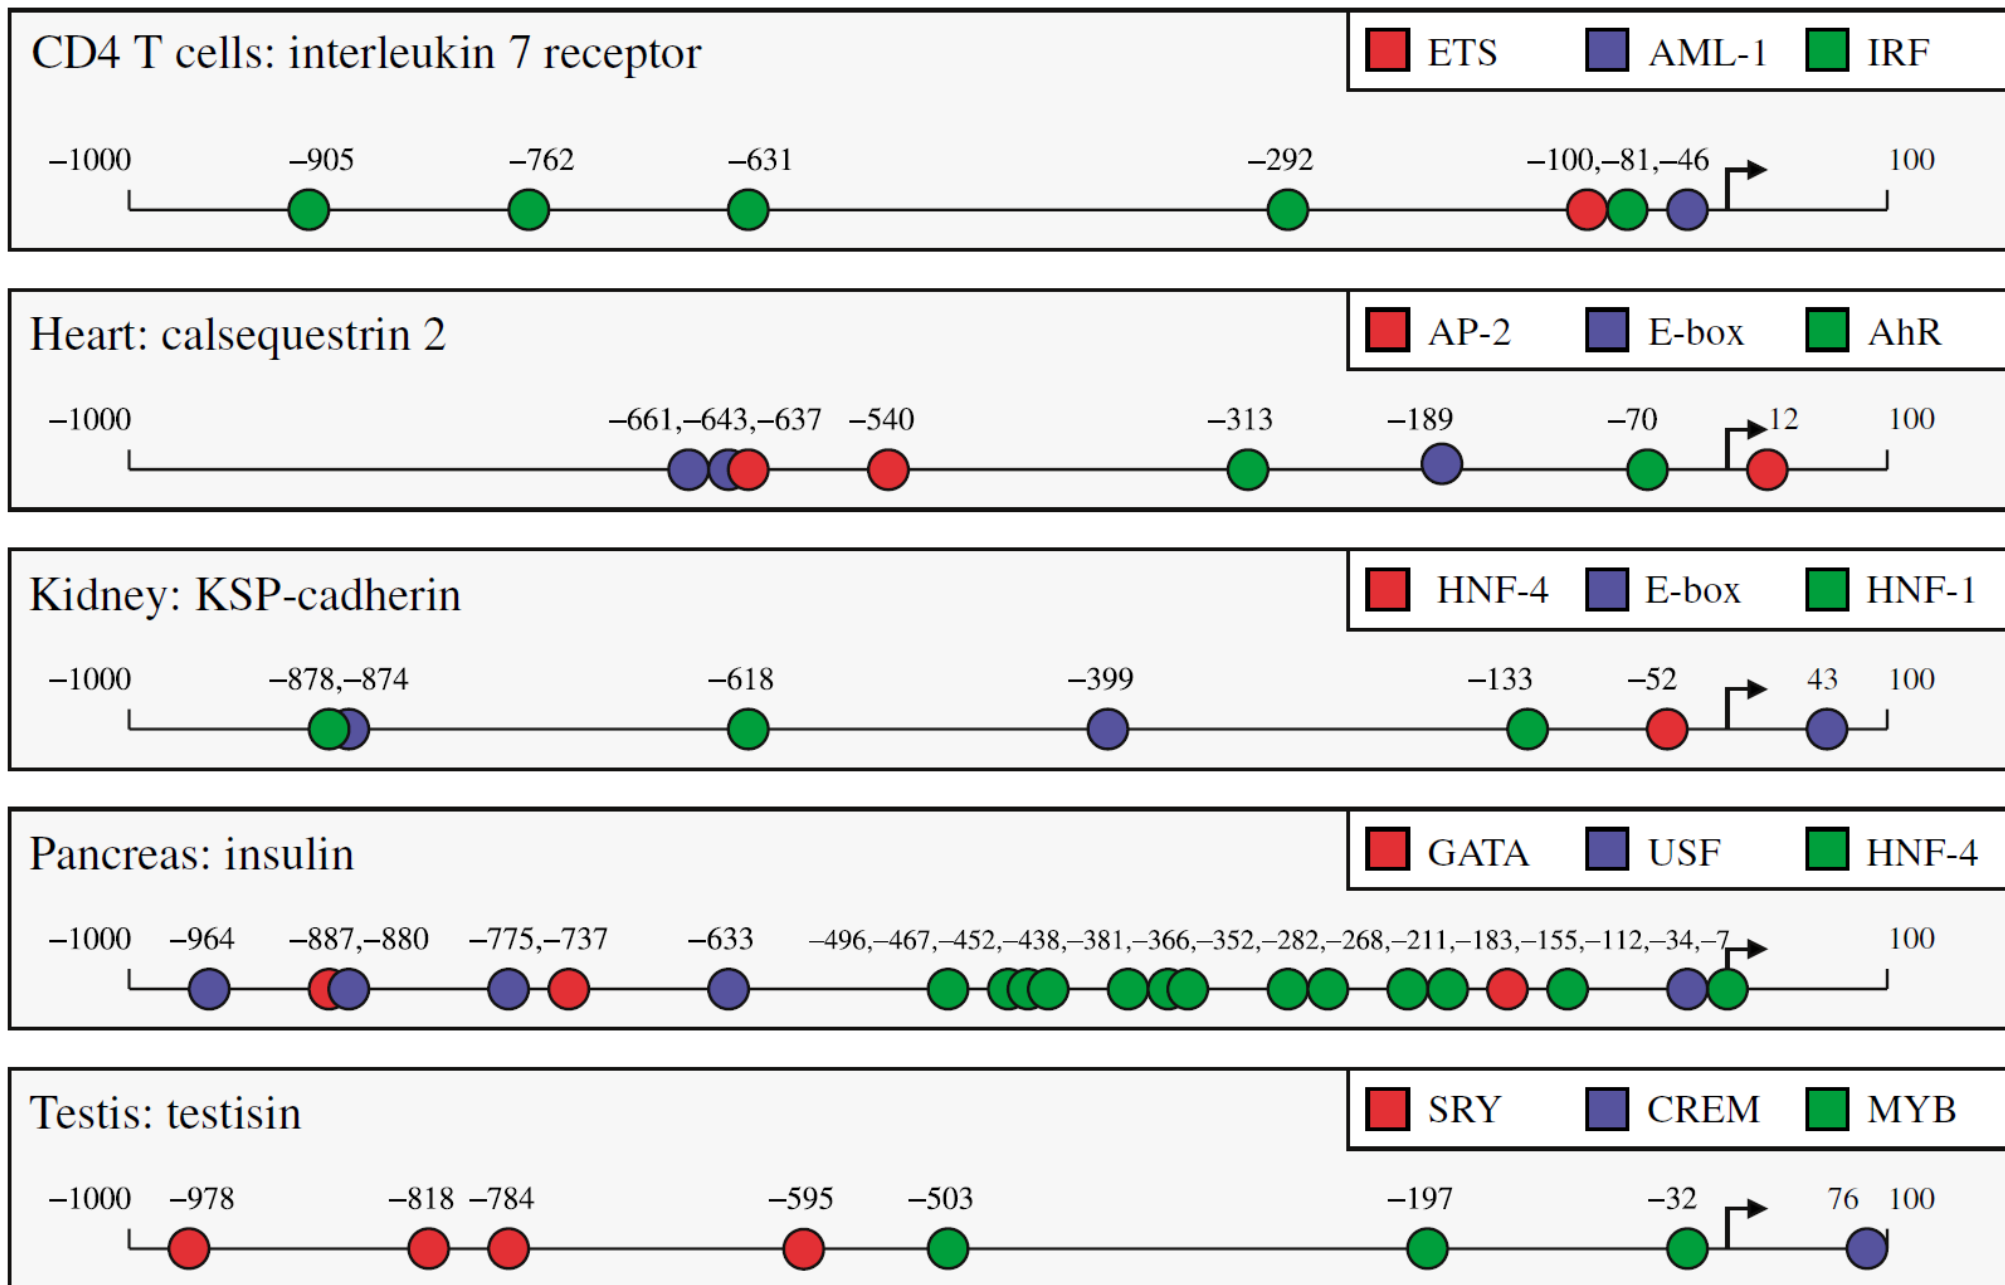 CD4 T cells: interleukin 7 receptor
ETS AML-1 IRF
–1000 –905 –762 –631 –292 –100,–81,–46 100
Heart: calsequestrin 2
AP-2 E-box AhR
–1000 –661,–643,–637 –540 –313 –189 –70 12 100
Kidney: KSP-cadherin
HNF-4 E-box HNF-1
–1000 –878,–874 –618 –399 –133 –52 43 100
Pancreas: insulin
GATA USF HNF-4
–1000 –964 –887,–880 –775,–737 –633 –496,–467,–452,–438,–381,–366,–352,–282,–268,–211,–183,–155,–112,–34,–7 100
Testis: testisin
SRY CREM MYB
–1000 –978 –818 –784 –595 –503 –197 –32 76 100